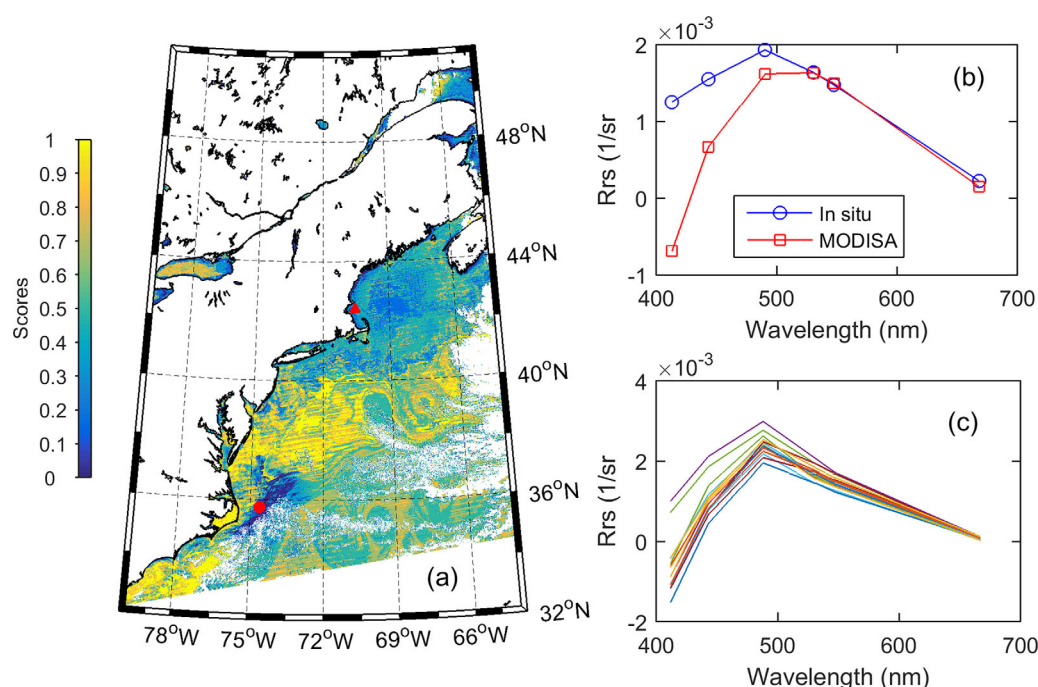 1
0.9
0.8
0.7
0.6
0.5
0.4
0.3
0.2
0.1
0
Scores
48°N
44°N
40°N
36°N
32°N
78°W
75°W
72°W
69°W
66°W
(a)
×10⁻³
2
1
0
-1
Rrs (1/sr
(b)
In situ
MODISA
400
500
600
700
Wavelength (nm)
×10⁻³
4
2
0
-2
Rrs (1/sr
(c)
400
500
600
700
Wavelength (nm)